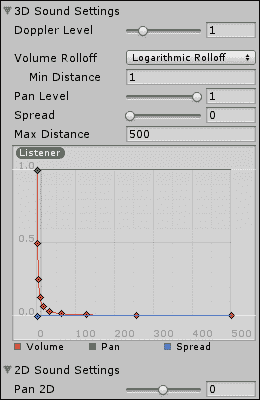 3D Sound Settings
Doppler Level 1
Volume Rolloff Logarithmic Rolloff
Min Distance 1
Pan Level 1
Spread 0
Max Distance 500
Listener
1.0
0.5
0.0
0 100 200 300 400 500
Volume Pan Spread
2D Sound Settings
Pan 2D 0